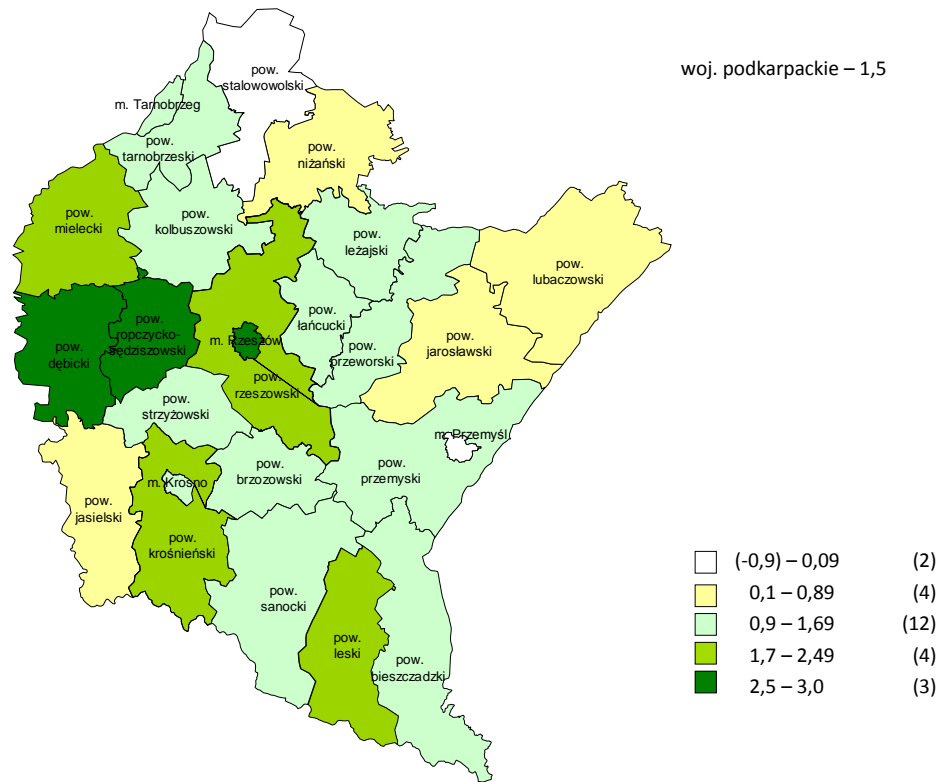 woj. podkarpackie – 1,5
pow.
stalowowolski
m. Tarnobrzeg
pow.
tarnobrzeski
pow.
niżański
pow.
mielecki
pow.
kolbuszowski
pow.
leżajski
pow.
lubaczowski
pow.
łańcucki
pow.
ropczycko-
sędziszowski
m. Rzeszów
pow.
dębicki
pow.
przeworski
pow.
jarosławski
pow.
rzeszowski
pow.
strzyżowski
m. Przemyśl
pow.
brzozowski
pow.
przemyski
m. Krosno
pow.
jasielski
pow.
krośnieński
pow.
sanocki
pow.
leski
pow.
bieszczadzki
(-0,9) – 0,09 (2)
0,1 – 0,89 (4)
0,9 – 1,69 (12)
1,7 – 2,49 (4)
2,5 – 3,0 (3)